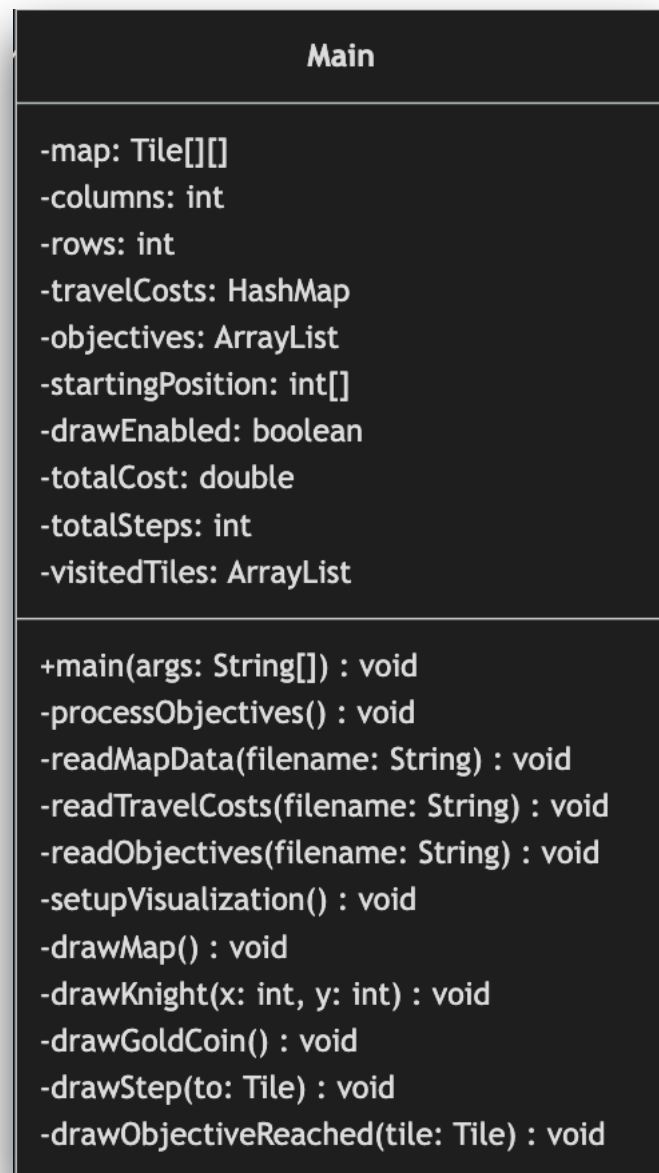 Main
-map: Tile[][]
-columns: int
-rows: int
-travelCosts: HashMap
-objectives: ArrayList
-startingPosition: int[]
-drawEnabled: boolean
-totalCost: double
-totalSteps: int
-visitedTiles: ArrayList
+main(args: String[]) : void
-processObjectives() : void
-readMapData(filename: String) : void
-readTravelCosts(filename: String) : void
-readObjectives(filename: String) : void
-setupVisualization() : void
-drawMap() : void
-drawKnight(x: int, y: int) : void
-drawGoldCoin() : void
-drawStep(to: Tile) : void
-drawObjectiveReached(tile: Tile) : void